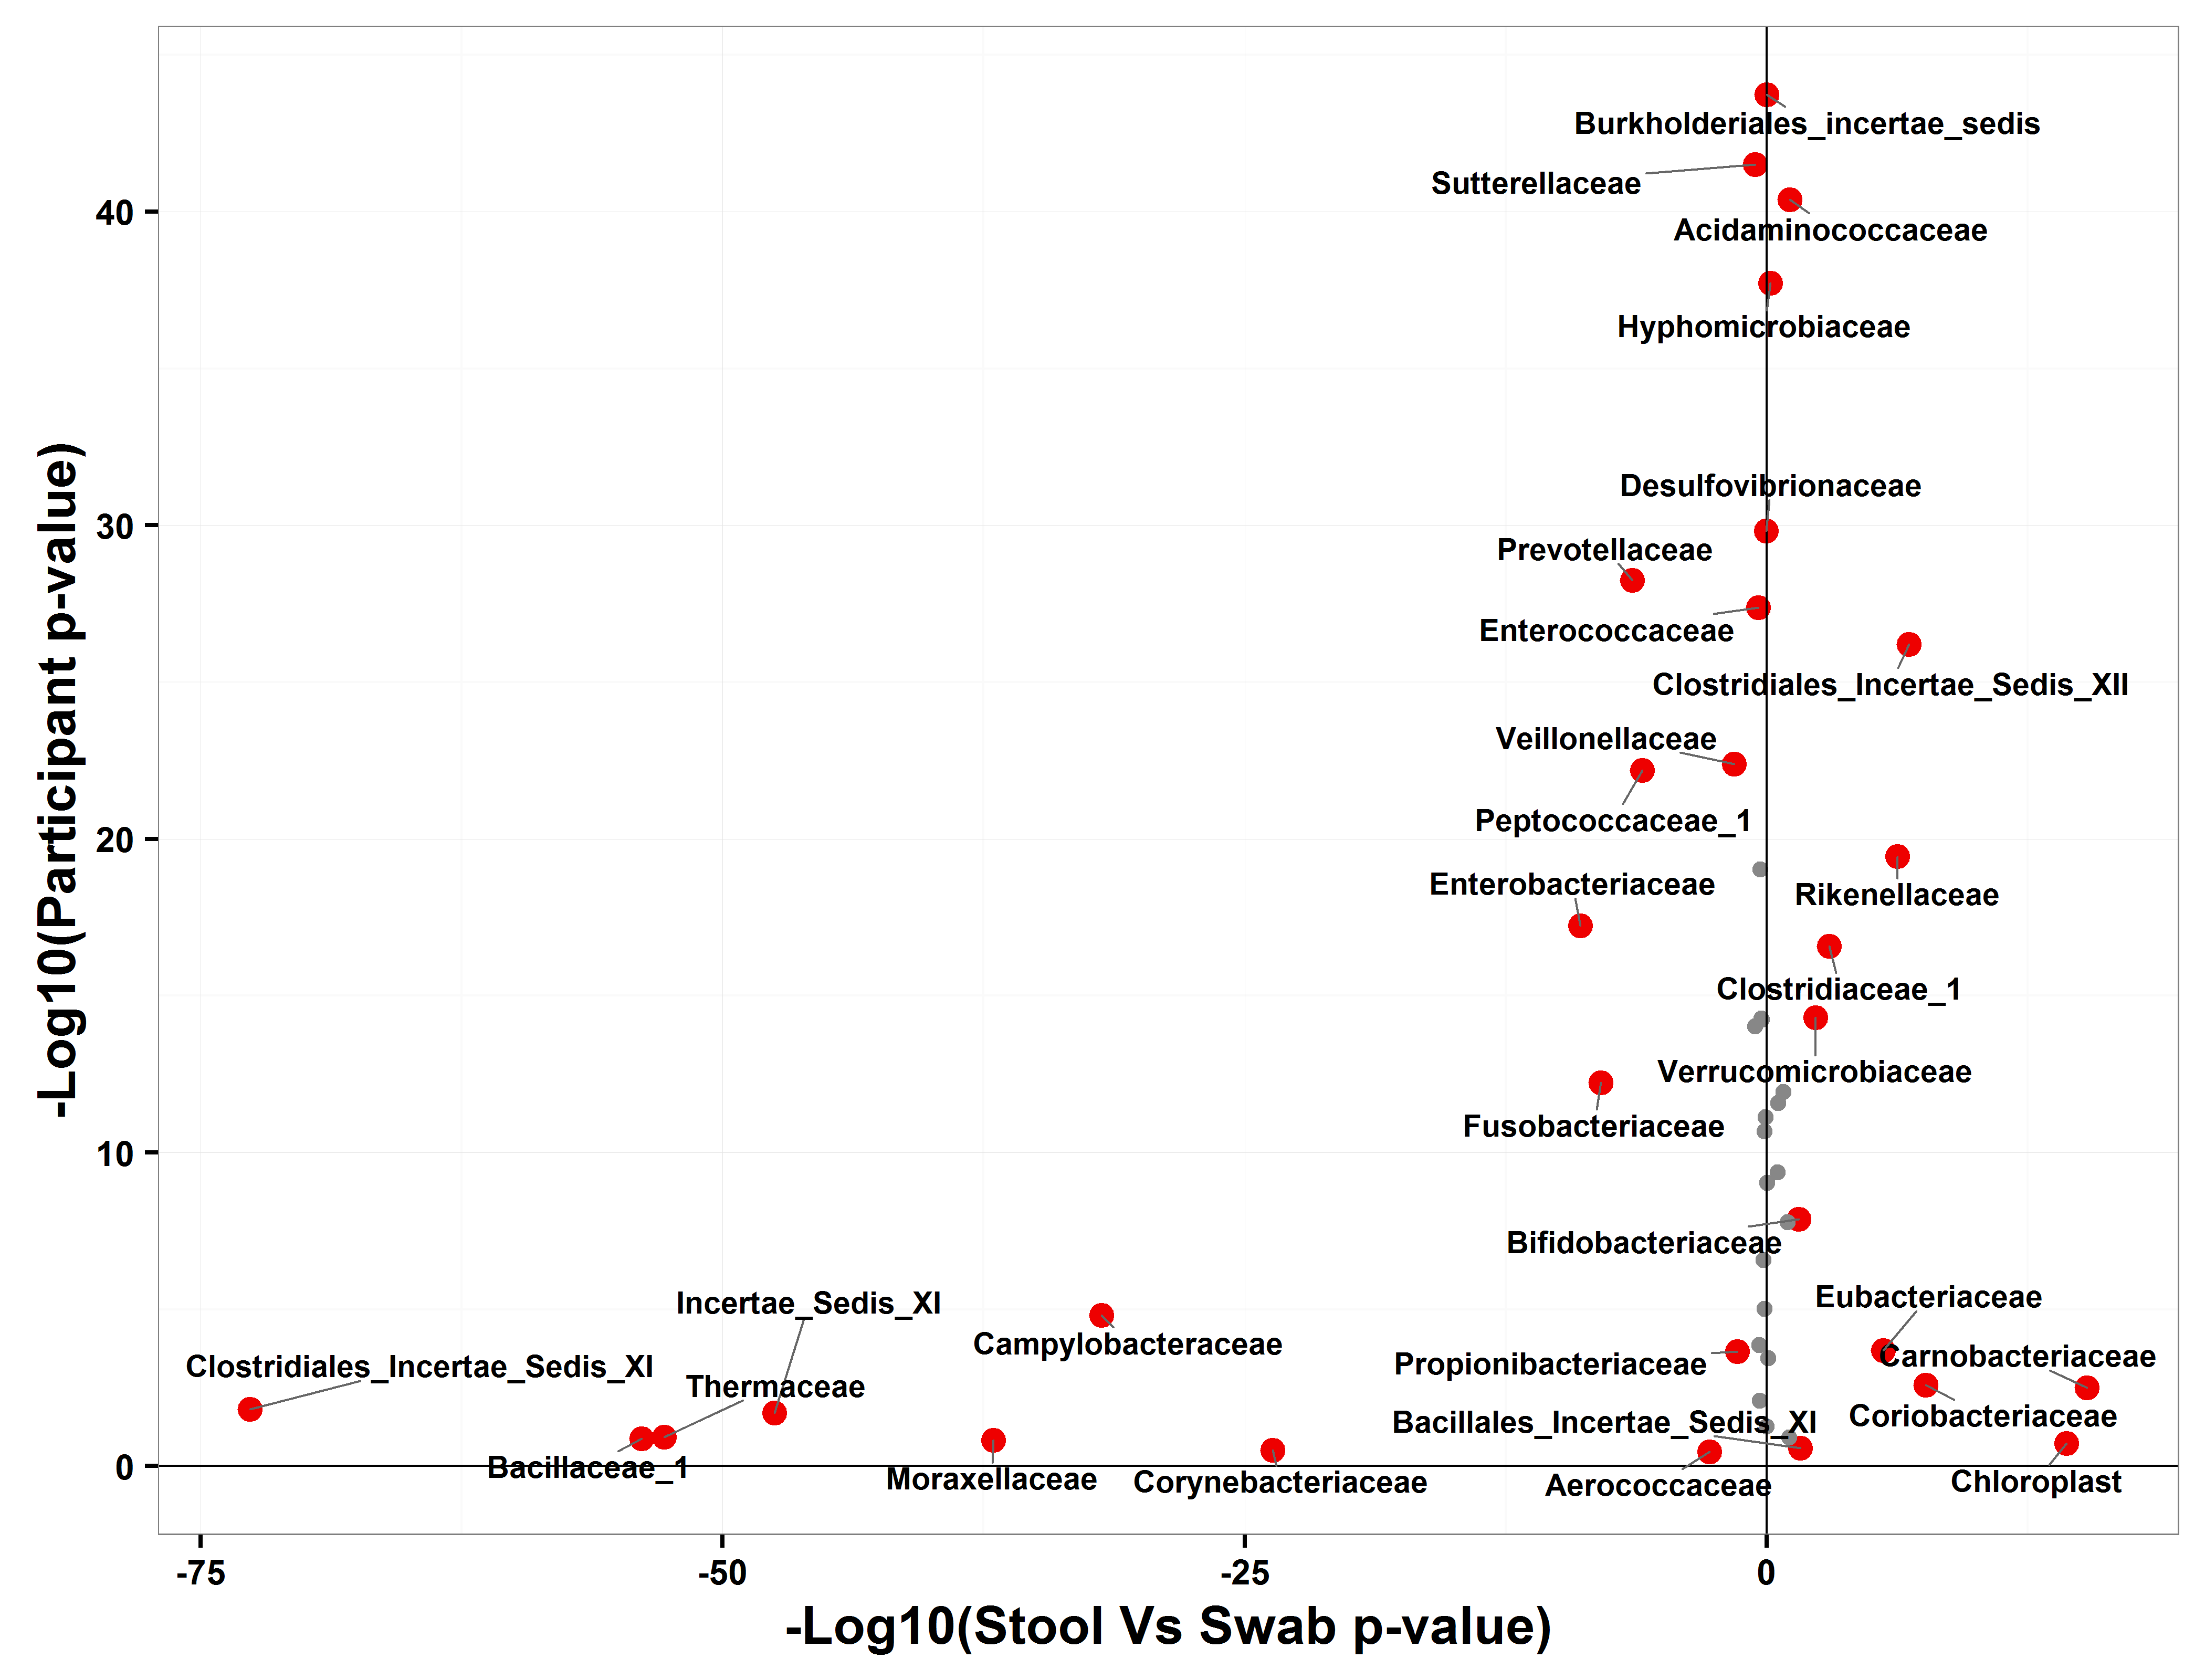 Burkholderiales_incertae_sedis
Sutterellaceae
40
Acidaminococcaceae
Hyphomicrobiaceae
Desulfovibrionaceae
30
Prevotellaceae
Enterococcaceae
Clostridiales_Incertae_Sedis_XII
Veillonellaceae
Peptococcaceae_1
20
Enterobacteriaceae
Rikenellaceae
Clostridiaceae_1
Verrucomicrobiaceae
Fusobacteriaceae
10
Bifidobacteriaceae
Eubacteriaceae
Incertae_Sedis_XI
Campylobacteraceae
Carnobacteriaceae
Propionibacteriaceae
Clostridiales_Incertae_Sedis_XI
Thermaceae
Coriobacteriaceae
Bacillales_Incertae_Sedis_XI
0
Bacillaceae_1
Moraxellaceae
Corynebacteriaceae
Aerococcaceae
Chloroplast
-75
-50
-25
0
-Log10(Stool Vs Swab p-value)
-Log10(Participant p-value)